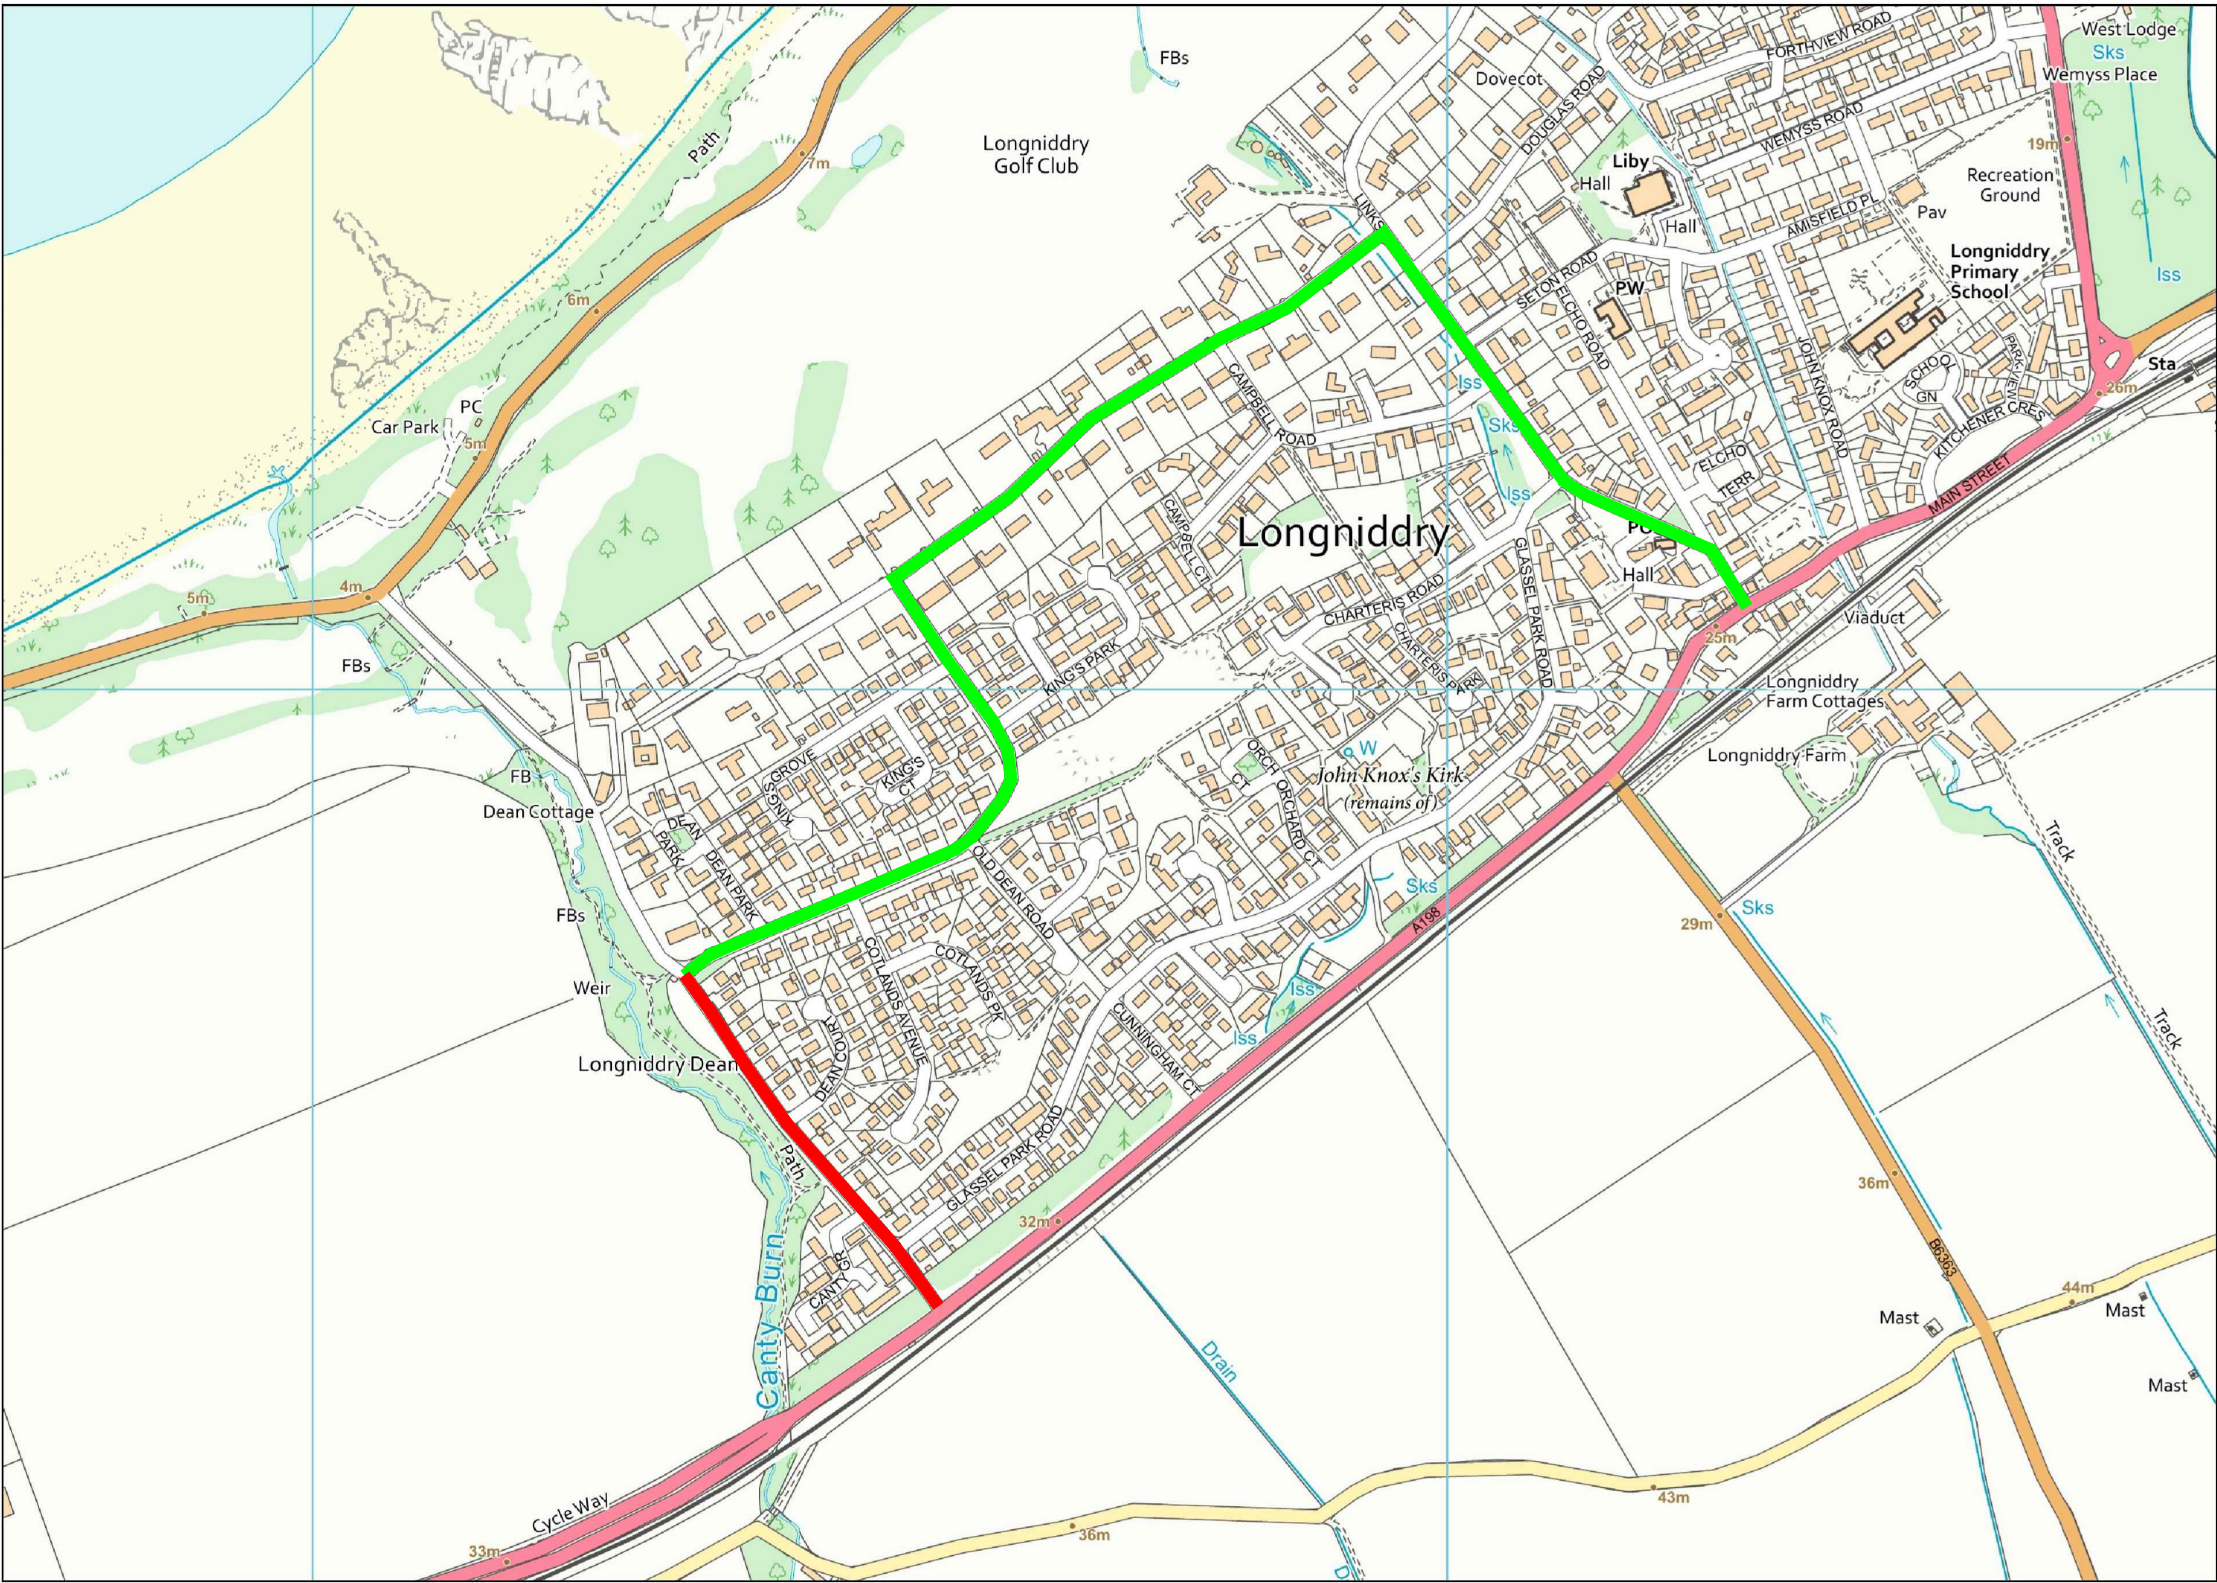 West Lodge
Sks
Wemyss Place
FORTHVIEW ROAD
FBs
Dovecot
DOUGLAS ROAD
WEMYSS ROAD
19m
Path
7m
Longniddry
Golf Club
Liby
Hall
Recreation
Ground
Pav
AMISFIELD PL
Hall
LINKS
Longniddry
Primary
School
Iss
6m
SETON ROAD
PW
ELCHO ROAD
JOHN KNOX ROAD
SCHOOL
GN
PARK VIEW
Sta
26m
KITCHENER CRES
CAMPBELL ROAD
Iss
PC
Car Park
5m
Sks
ELCHO
TERR
MAIN STREET
Iss
CAMPBELL CT
Longniddry
GLASSEL PARK ROAD
Hall
4m
5m
CHARTERIS ROAD
CHARTERIS PARK
25m
Viaduct
FBs
KING'S PARK
Longniddry
Farm Cottages
Longniddry Farm
W
John Knox's Kirk
(remains of)
ORCHARD CT
KING'S
CT
KING'S
GROVE
FB
Dean Cottage
DEAN PARK
OLD DEAN ROAD
Track
Sks
Sks
A198
29m
FBs
COTLANDS AVENUE
COTLANDS PK
Weir
Iss
Iss
CUNNINGHAM CT
DEAN COURT
Longniddry Dean
Track
Path
GLASSEL PARK ROAD
32m
36m
CANTY GR
Canty Burn
B6363
44m
Mast
Mast
Mast
Drain
Cycle Way
33m
36m
43m